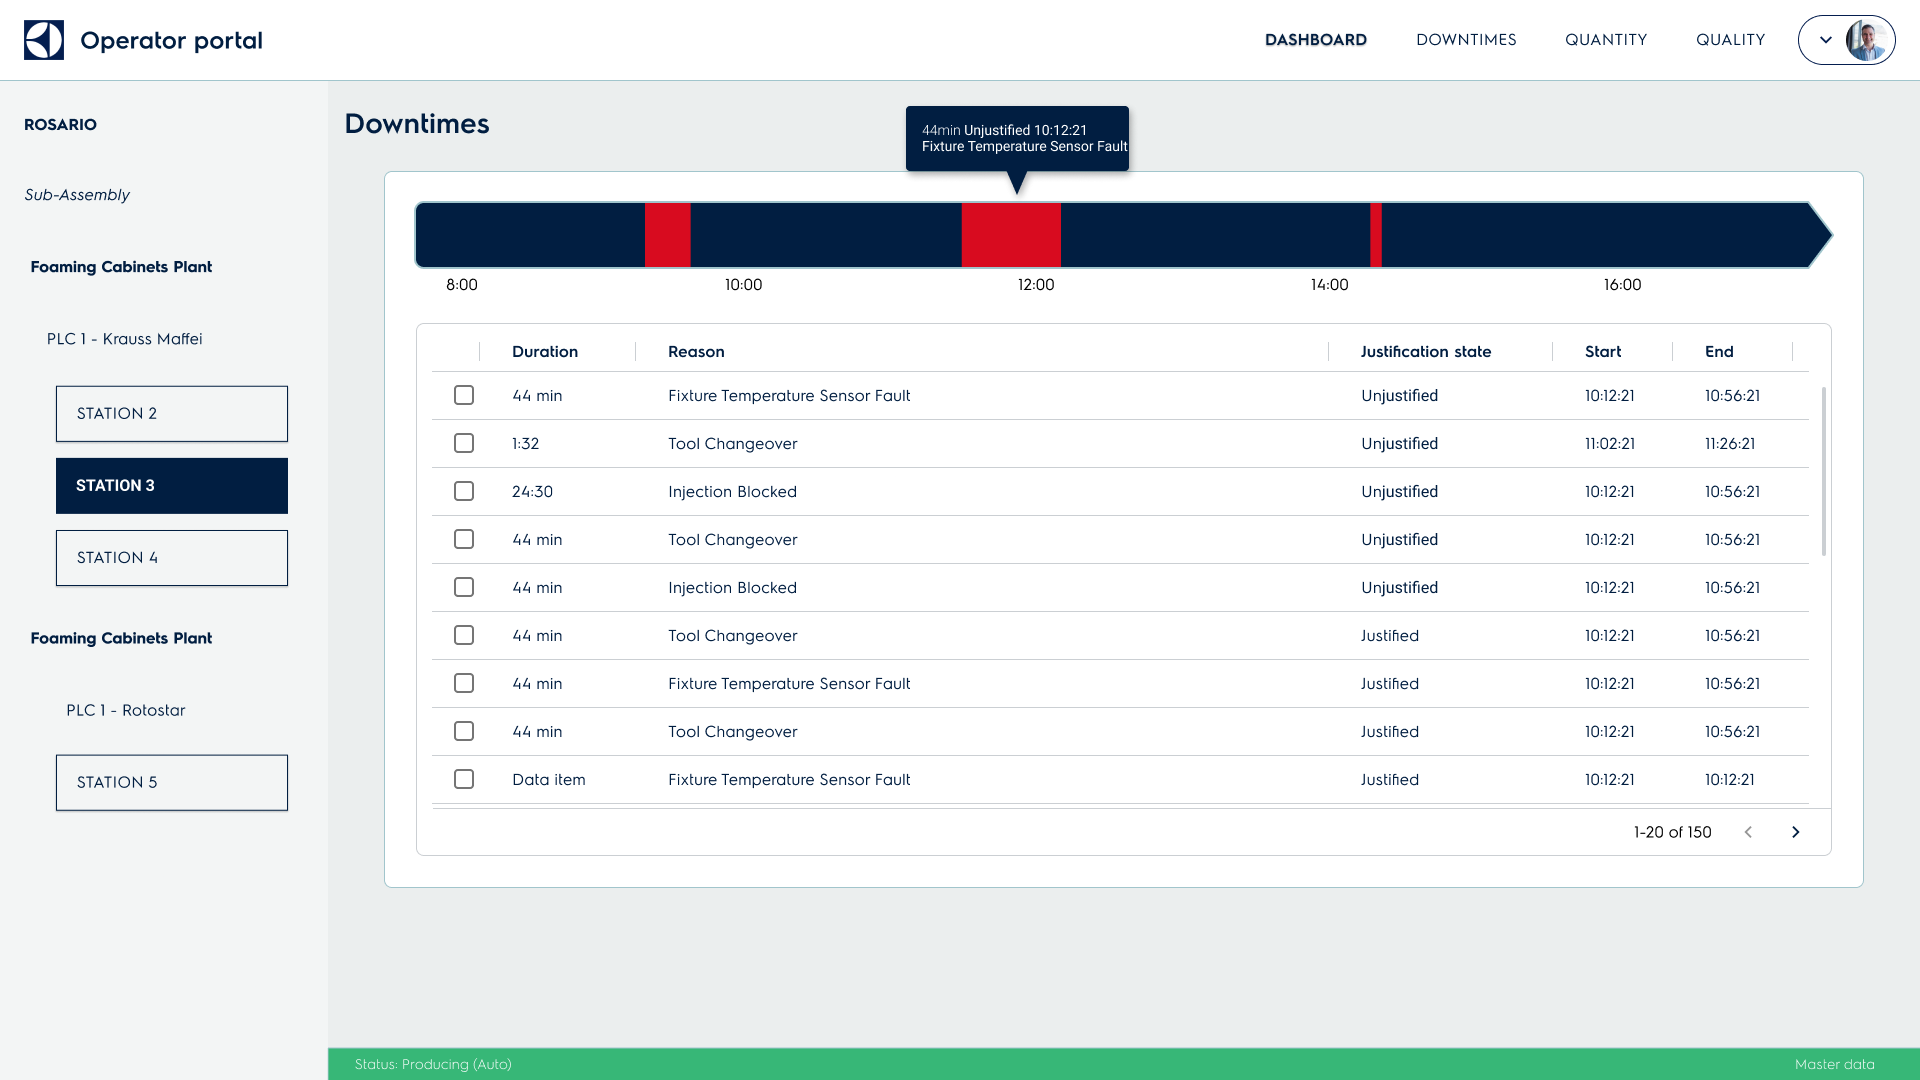 Operator portal
DASHBOARD DOWNTIMES QUANTITY QUALITY
ROSARIO
Sub-Assembly
Foaming Cabinets Plant
PLC 1 - Krauss Maffei
STATION 2
STATION 3
STATION 4
Foaming Cabinets Plant
PLC 1 - Rotostar
STATION 5
Downtimes
44min Unjustified 10:12:21
Fixture Temperature Sensor Fault
8:00 10:00 12:00 14:00 16:00
Duration Reason Justification state Start End
44 min Fixture Temperature Sensor Fault Unjustified 10:12:21 10:56:21
1:32 Tool Changeover Unjustified 11:02:21 11:26:21
24:30 Injection Blocked Unjustified 10:12:21 10:56:21
44 min Tool Changeover Unjustified 10:12:21 10:56:21
44 min Injection Blocked Unjustified 10:12:21 10:56:21
44 min Tool Changeover Justified 10:12:21 10:56:21
44 min Fixture Temperature Sensor Fault Justified 10:12:21 10:56:21
44 min Tool Changeover Justified 10:12:21 10:56:21
Data item Fixture Temperature Sensor Fault Justified 10:12:21 10:12:21
1-20 of 150
Status: Producing (Auto) Master data